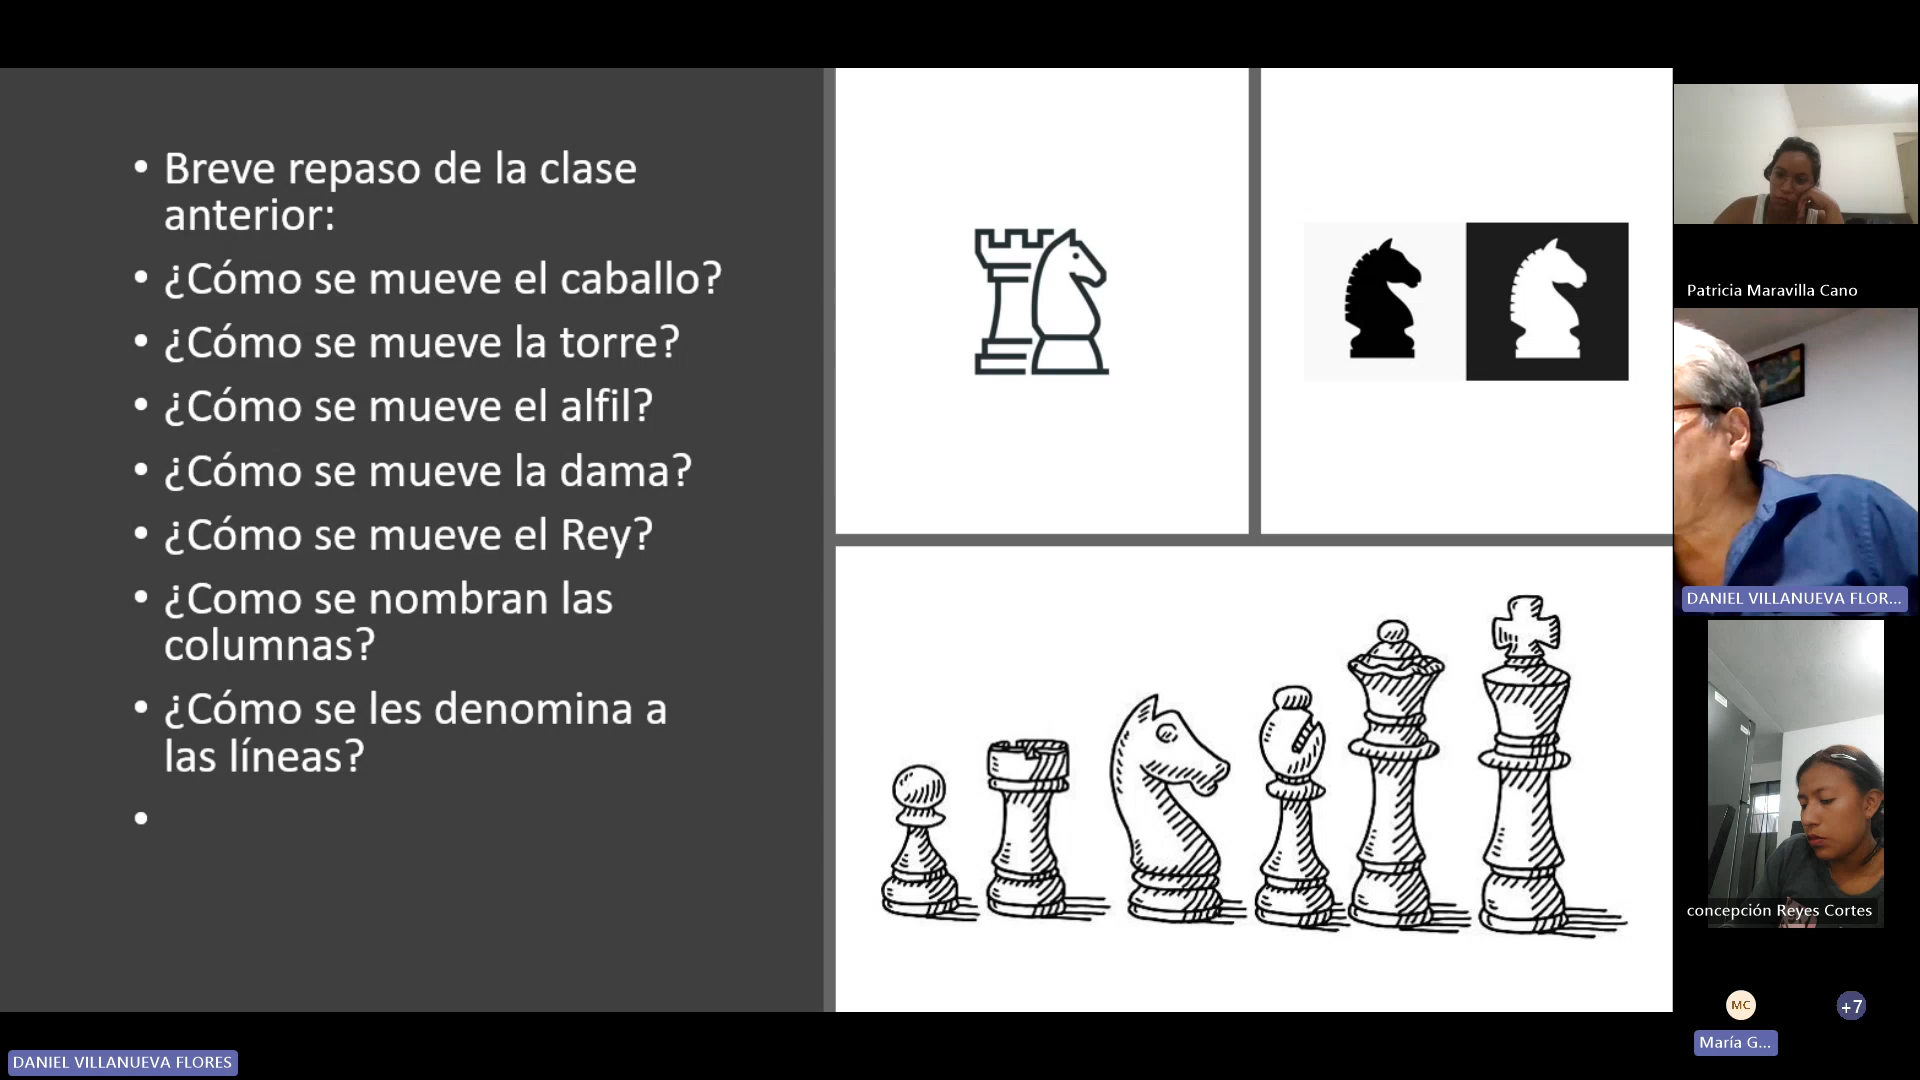 • Breve repaso de la clase
anterior:
• ¿Cómo se mueve el caballo?
• ¿Cómo se mueve la torre?
• ¿Cómo se mueve el alfil?
• ¿Cómo se mueve la dama?
• ¿Cómo se mueve el Rey?
• ¿Como se nombran las
columnas?
• ¿Cómo se les denomina a
las líneas?
•
Patricia Maravilla Cano
DANIEL VILLANUEVA FLOR...
concepción Reyes Cortes
MC
+7
María G...
DANIEL VILLANUEVA FLORES